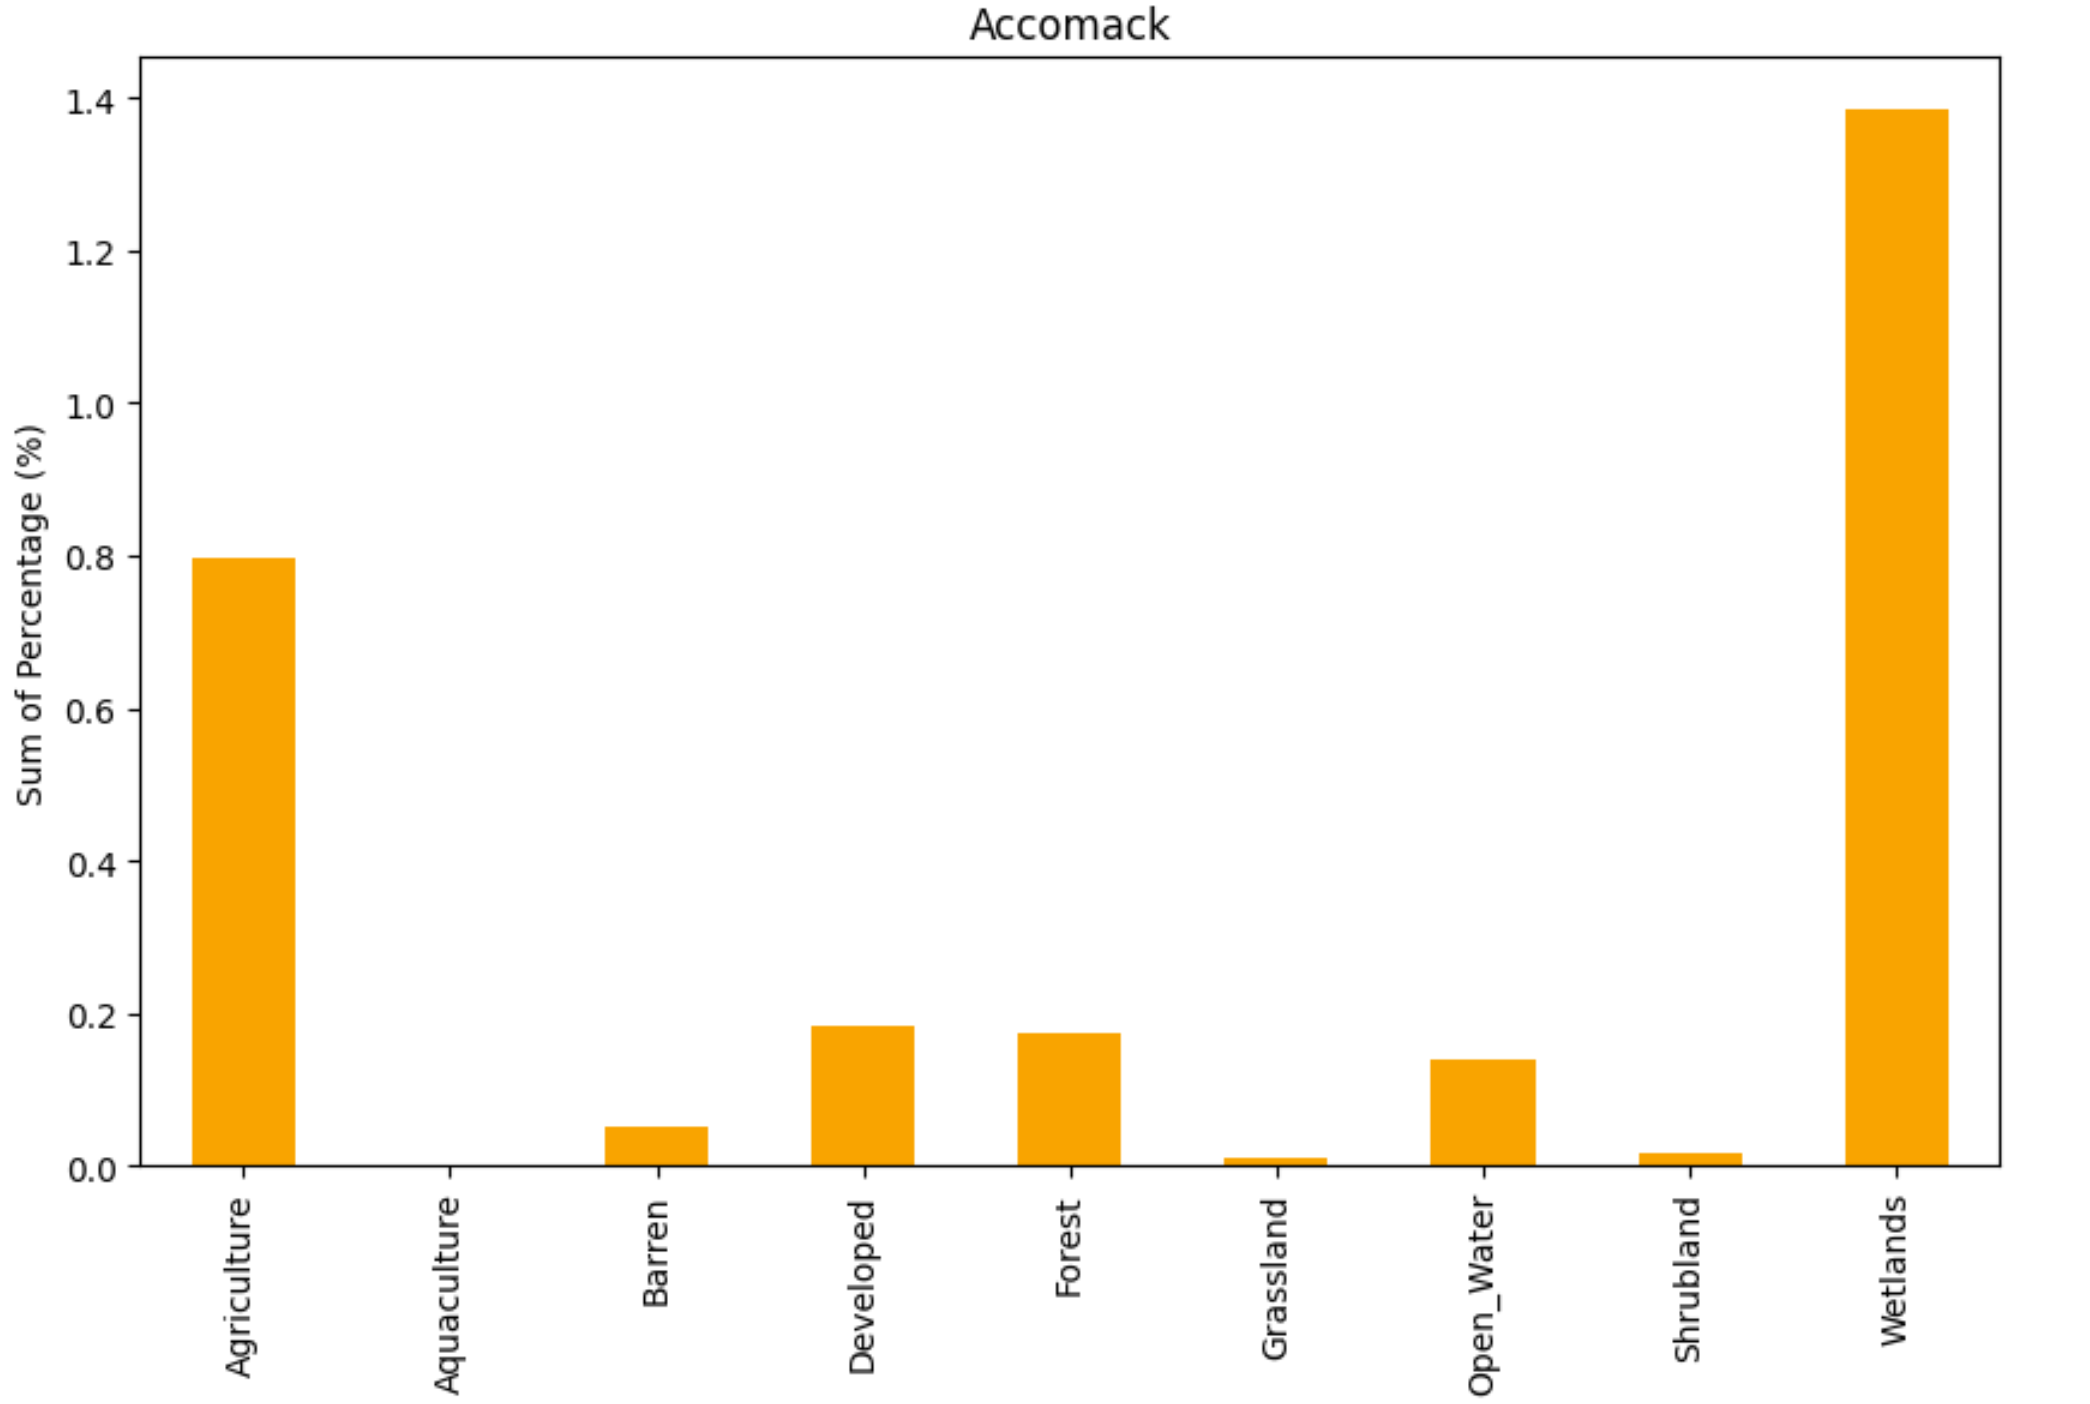 Accomack
Sum of Percentage (%)
1.4
1.2
1.0
0.8
0.6
0.4
0.2
0.0
Agriculture
Aquaculture
Barren
Developed
Forest
Grassland
Open_Water
Shrubland
Wetlands